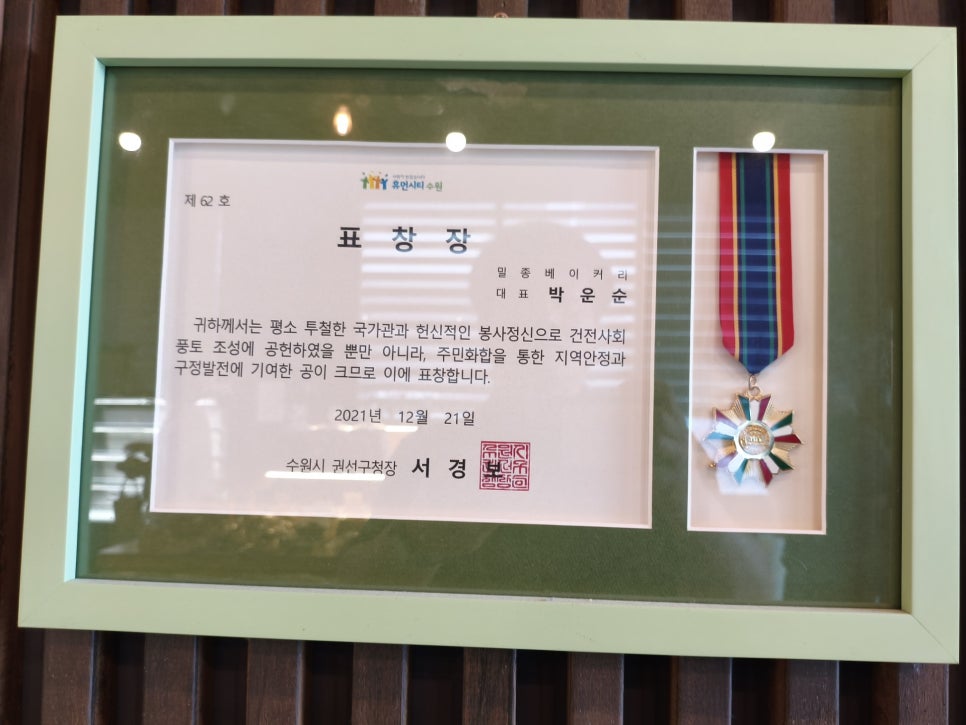 휴먼시티 수원
제 62 호
표 창 장
밀 종 베 이 커 리
대 표 박 운 순
귀하께서는 평소 투철한 국가관과 헌신적인 봉사정신으로 건전사회
풍토 조성에 공헌하였을 뿐만 아니라, 주민화합을 통한 지역안정과
구정발전에 기여한 공이 크므로 이에 표창합니다.
2021년 12월 21일
수원시 권선구청장 서 경 보